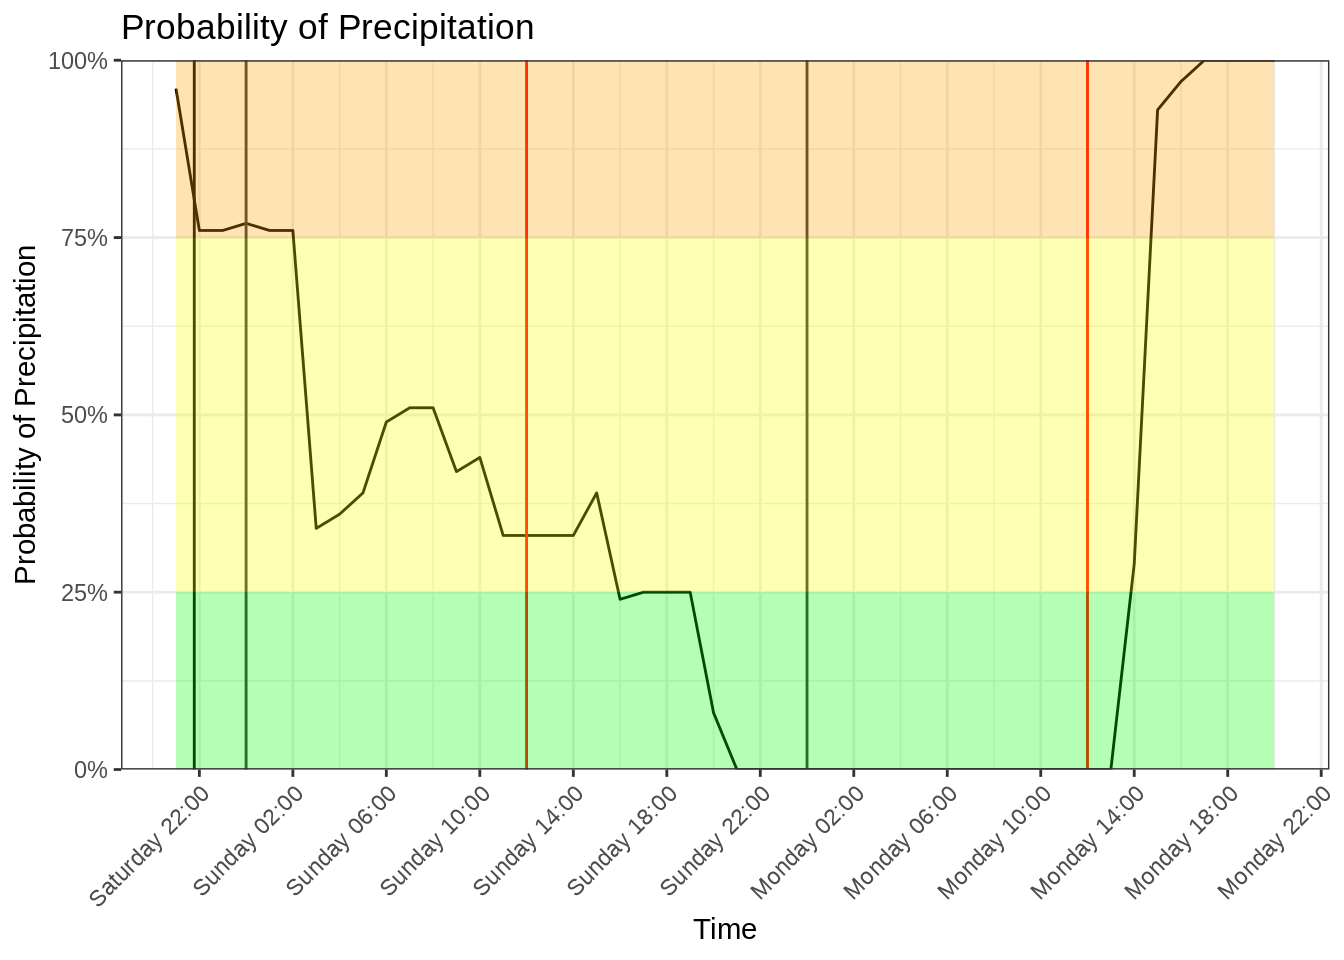 Probability of Precipitation
Probability of Precipitation
100%
75%
50%
25%
0%
Saturday 22:00
Sunday 02:00
Sunday 06:00
Sunday 10:00
Sunday 14:00
Sunday 18:00
Sunday 22:00
Monday 02:00
Monday 06:00
Monday 10:00
Monday 14:00
Monday 18:00
Monday 22:00
Time